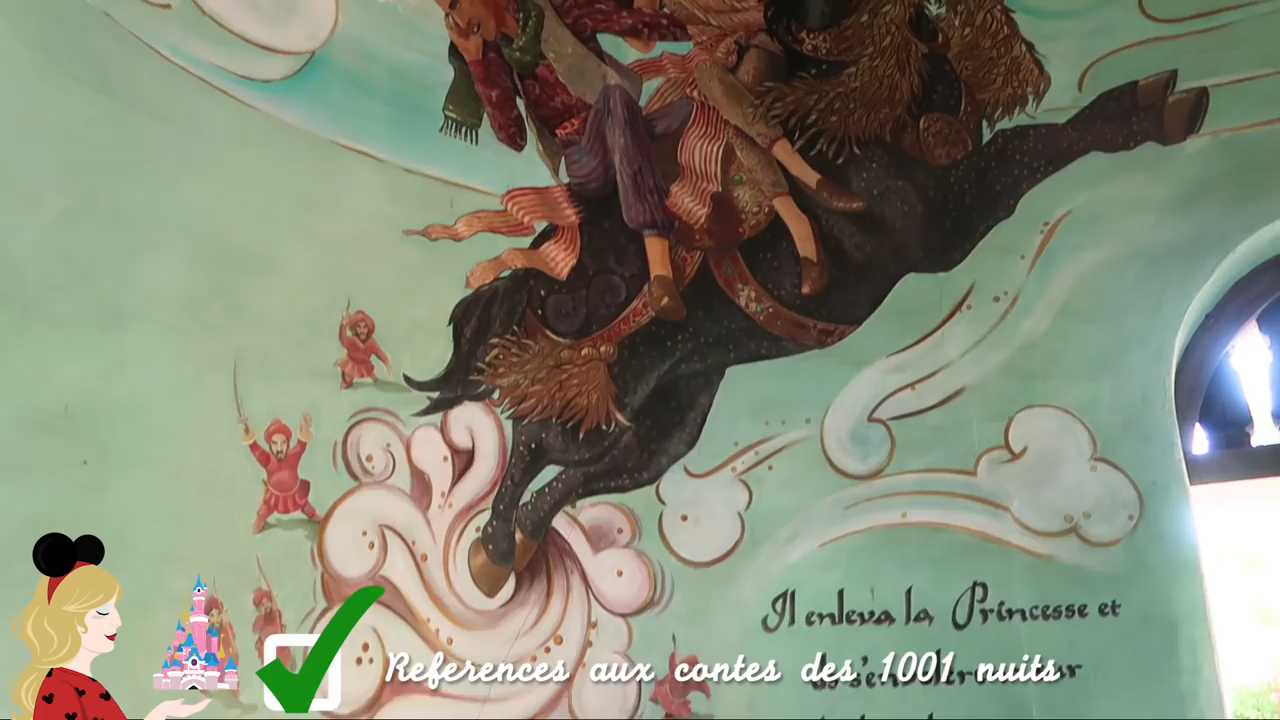 Il enleva la Princesse et
References aux contes des 1001 nuits